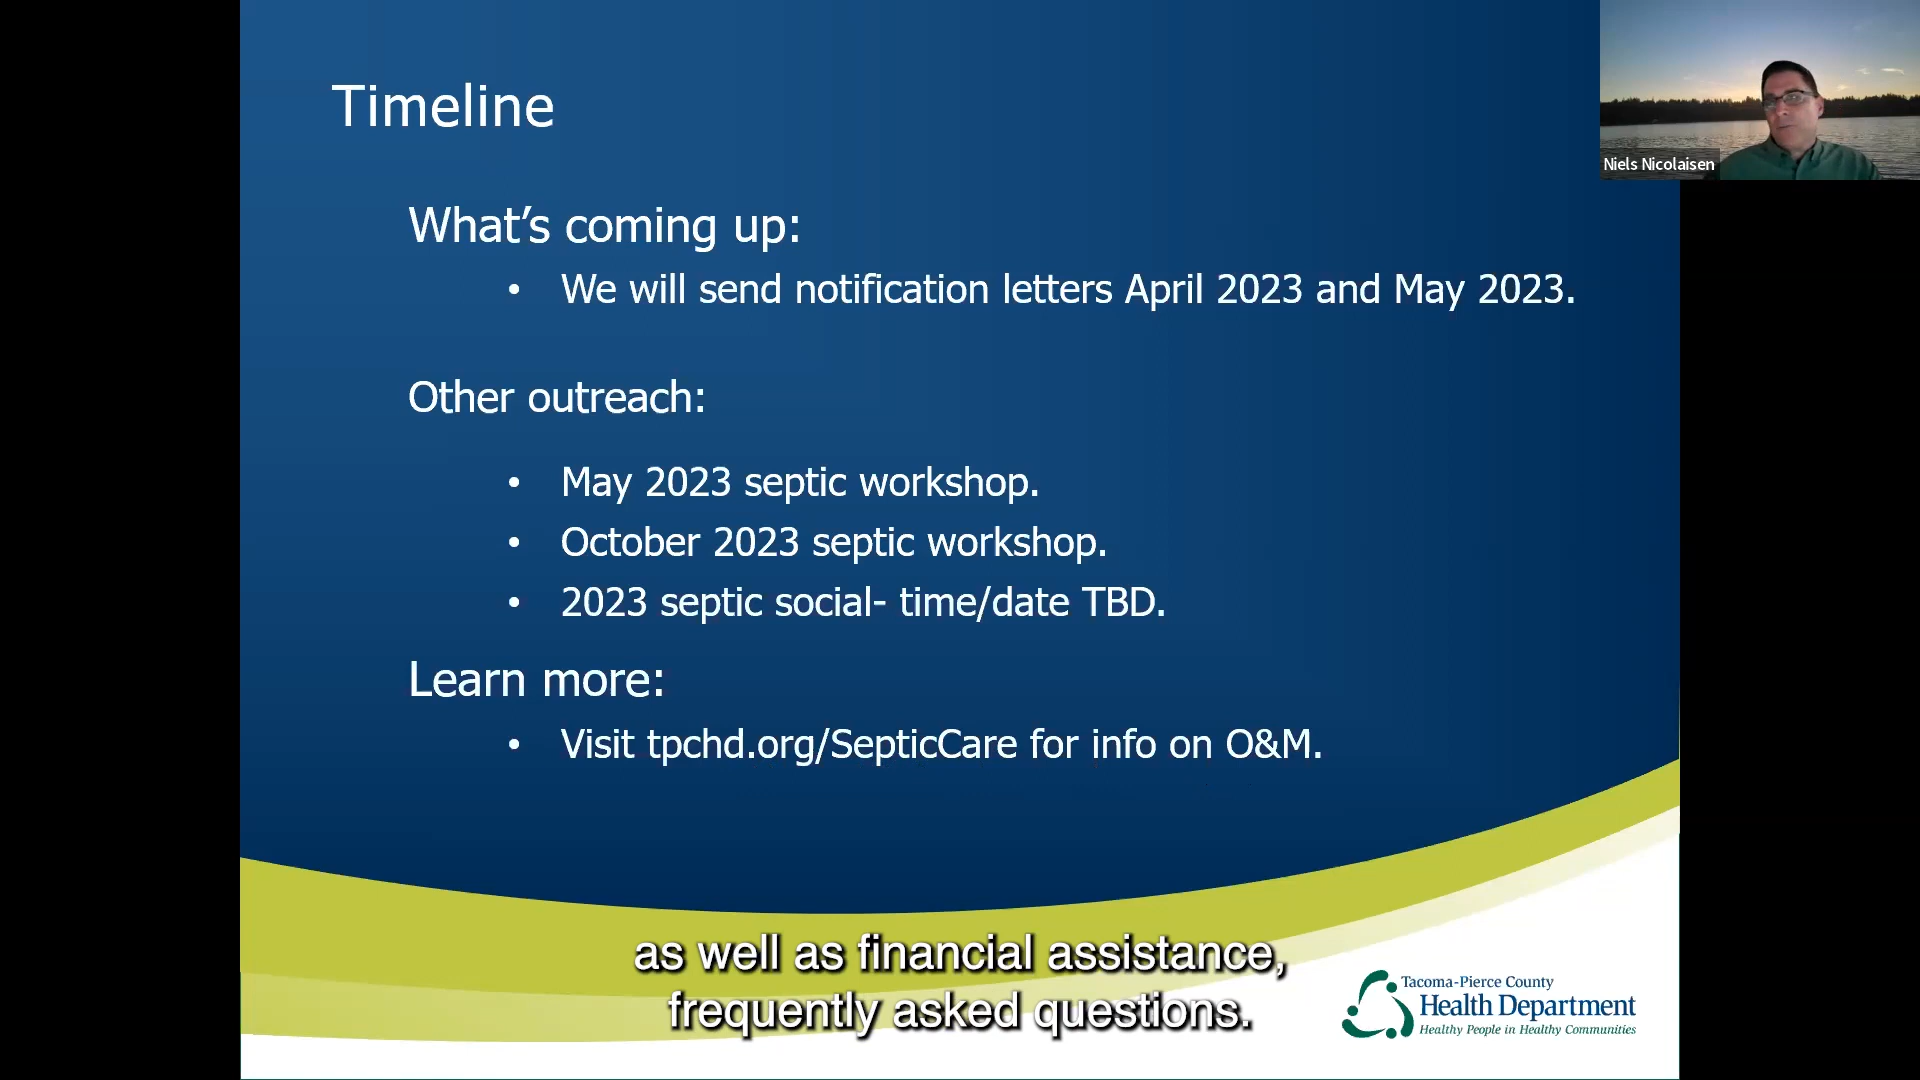 Timeline
Niels Nicolaisen
What’s coming up:
• We will send notification letters April 2023 and May 2023.
Other outreach:
• May 2023 septic workshop.
• October 2023 septic workshop.
• 2023 septic social- time/date TBD.
Learn more:
• Visit tpchd.org/SepticCare for info on O&M.
as well as financial assistance,
frequently asked questions.
Tacoma-Pierce County
Health Department
Healthy People in Healthy Communities